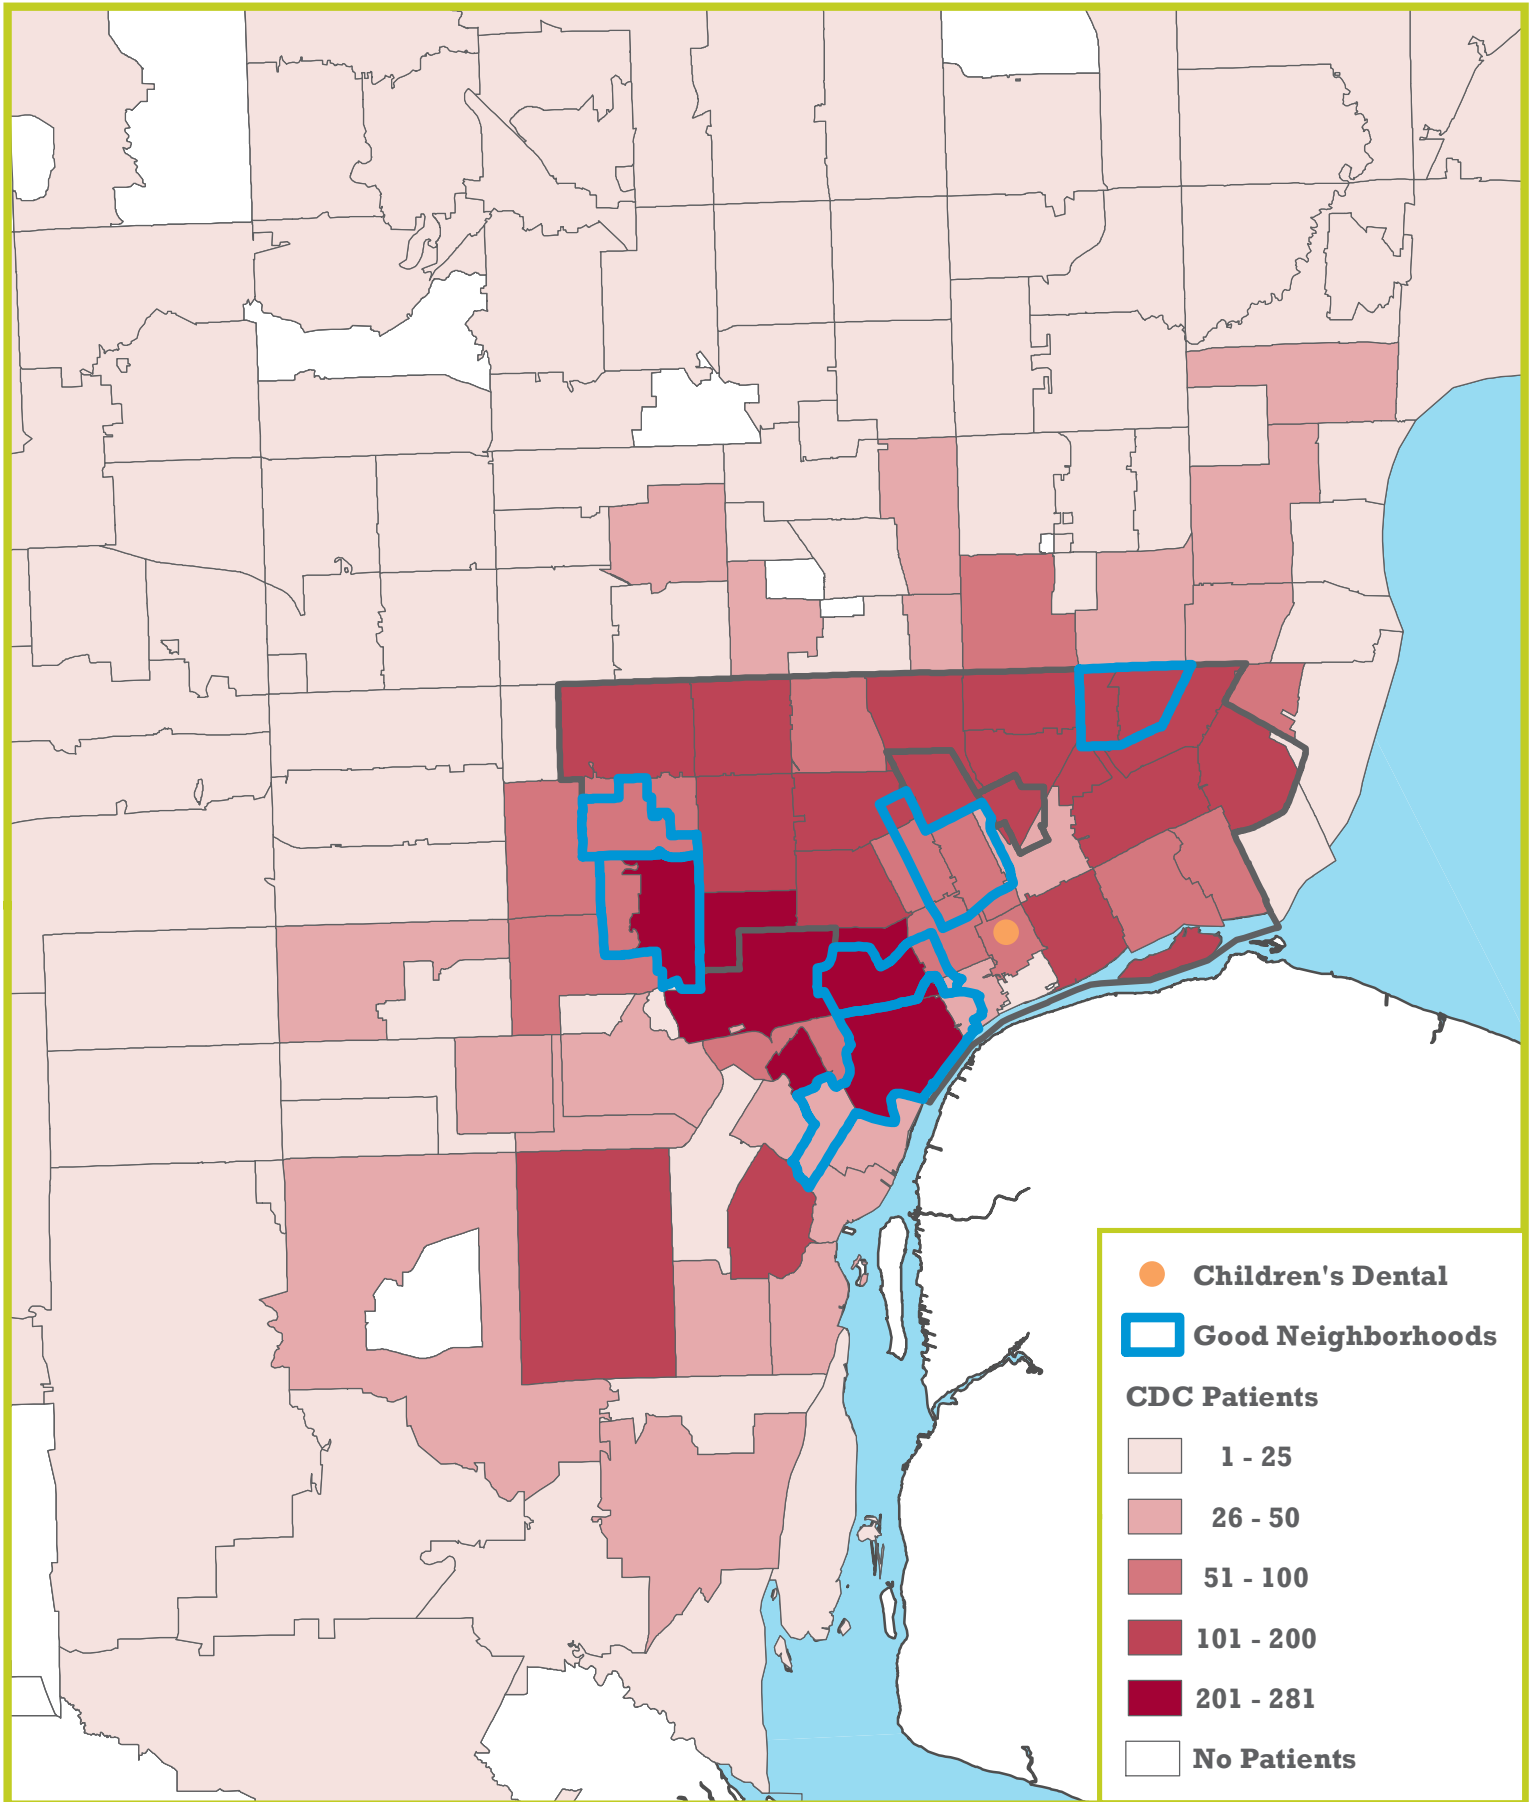 Children's Dental
Good Neighborhoods
CDC Patients
1 - 25
26 - 50
51 - 100
101 - 200
201 - 281
No Patients